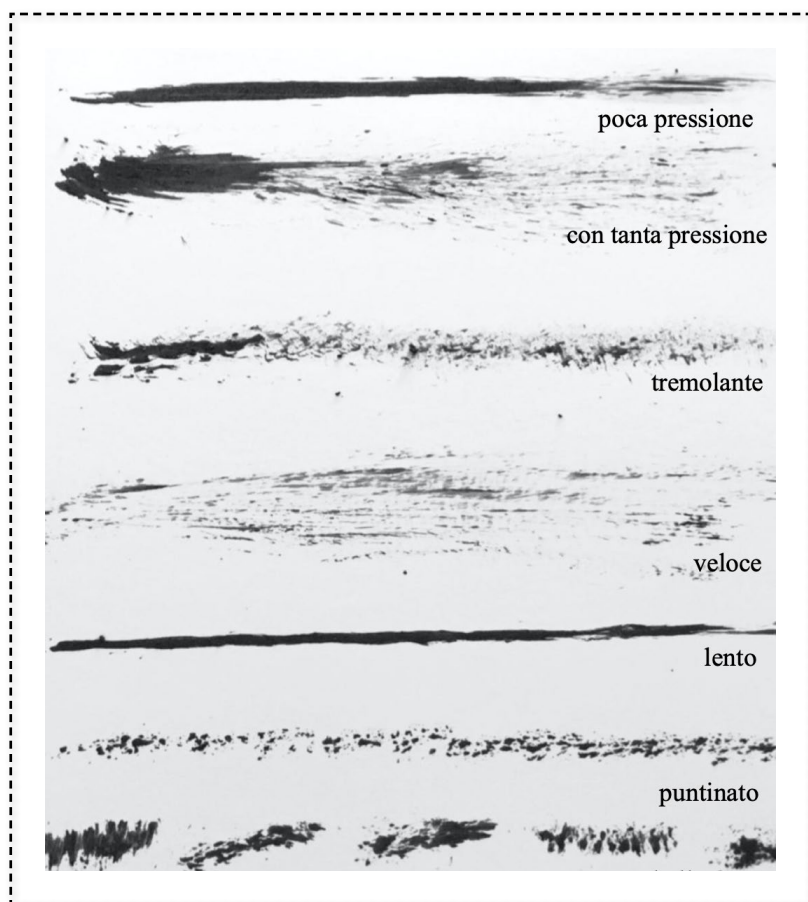 poca pressione
con tanta pressione
tremolante
veloce
lento
puntinato